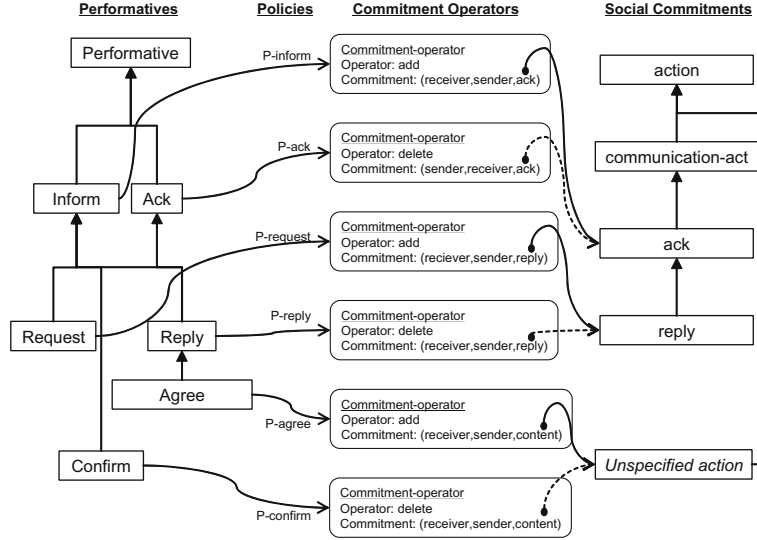 Performatives Policies Commitment Operators Social Commitments
Performative
P-inform
Commitment-operator
Operator: add
Commitment: (receiver,sender,ack)
action
P-ack
Commitment-operator
Operator: delete
Commitment: (sender,receiver,ack)
communication-act
Inform
Ack
P-request
Commitment-operator
Operator: add
Commitment: (reciever,sender,reply)
ack
Request
Reply
P-reply
Commitment-operator
Operator: delete
Commitment: (receiver,sender,reply)
reply
Agree
P-agree
Commitment-operator
Operator: add
Commitment: (receiver,sender,content)
Confirm
Unspecified action
P-confirm
Commitment-operator
Operator: delete
Commitment: (receiver,sender,content)